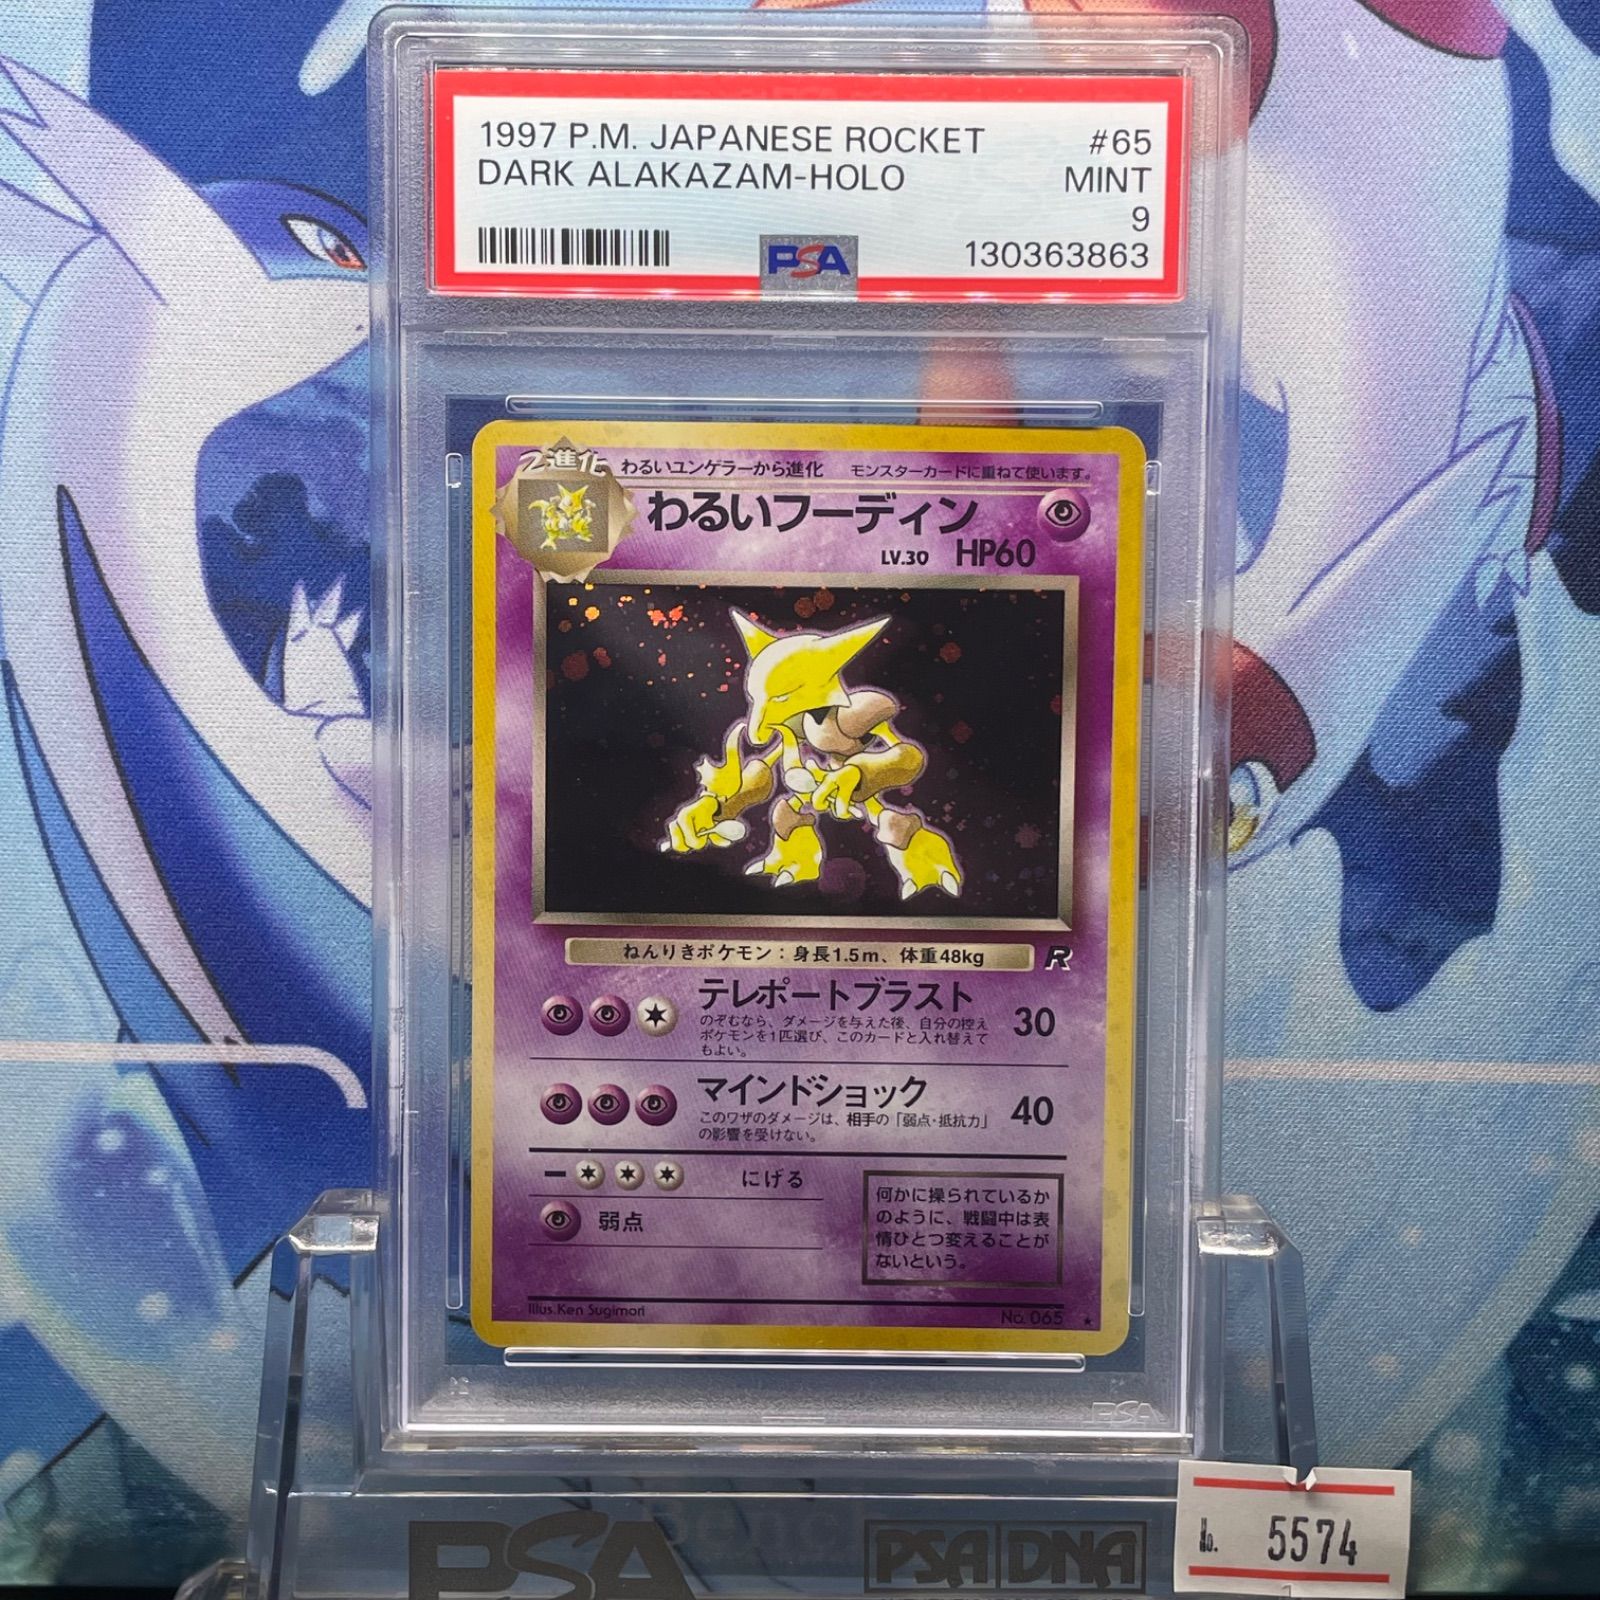 1997 P.M. JAPANESE ROCKET #65
DARK ALAKAZAM-HOLO MINT
9
PSA 130363863
2進化 わるいユンゲラーから進化 モンスターカードに重ねて使います。
わるいフーディン
LV.30 HP60
ねんりきポケモン：身長1.5m、体重48kg R
テレポートブラスト 30
のぞむなら、ダメージを与えた後、自分の控え
ポケモンを1匹選び、このカードと入れ替えて
もよい。
マインドショック 40
このワザのダメージは、相手の「弱点・抵抗力」
の影響を受けない。
ー にげる
弱点
何かに操られているか
のように、戦闘中は表
情ひとつ変えることが
ないという。
Illus.Ken Sugimori No. 065 ★
PSA
PSA PSA|DNA
No. 5574